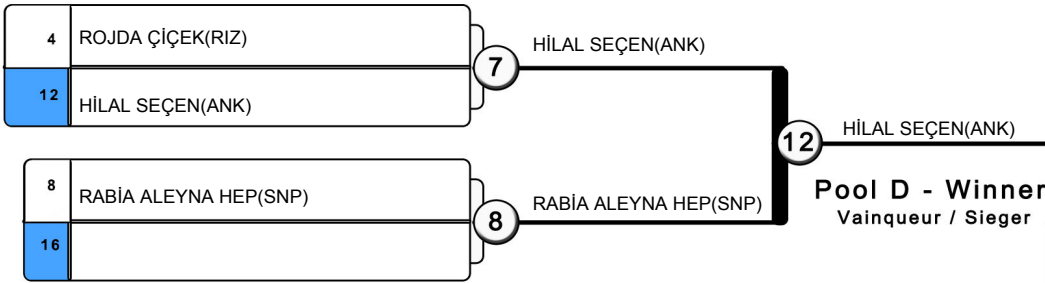 4 ROJDA ÇİÇEK(RIZ)
12 HİLAL SEÇEN(ANK)
7
HİLAL SEÇEN(ANK)
8 RABİA ALEYNA HEP(SNP)
16
8
RABİA ALEYNA HEP(SNP)
12
HİLAL SEÇEN(ANK)
Pool D - Winner
Vainqueur / Sieger